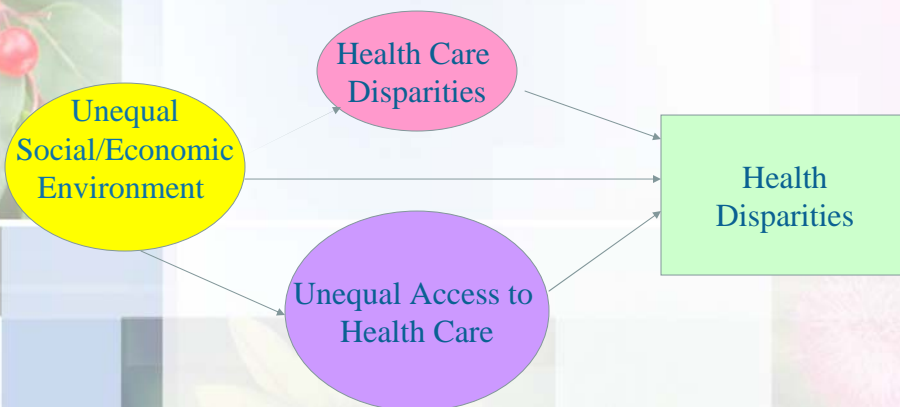 Health Care
Disparities
Unequal
Social/Economic
Environment
Health
Disparities
Unequal Access to
Health Care